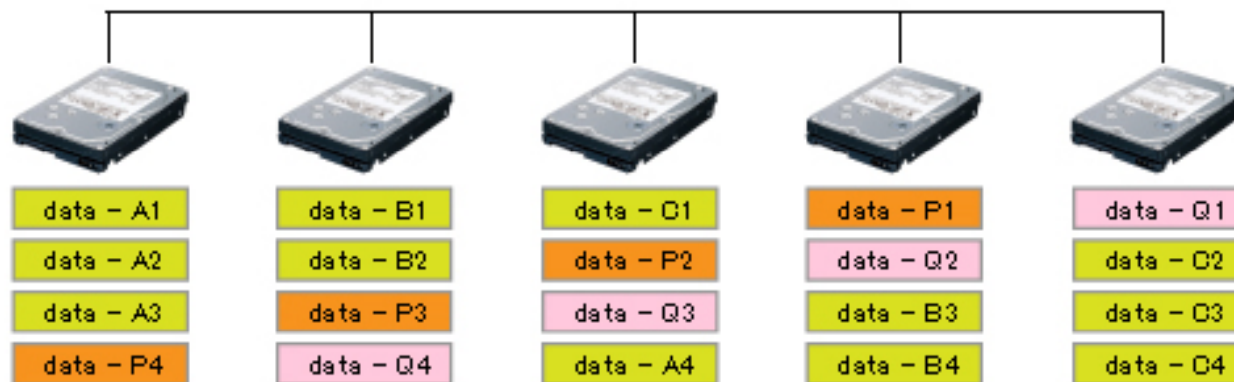 data - A1 data - B1 data - C1 data - P1 data - Q1
data - A2 data - B2 data - P2 data - Q2 data - C2
data - A3 data - P3 data - Q3 data - B3 data - C3
data - P4 data - Q4 data - A4 data - B4 data - C4